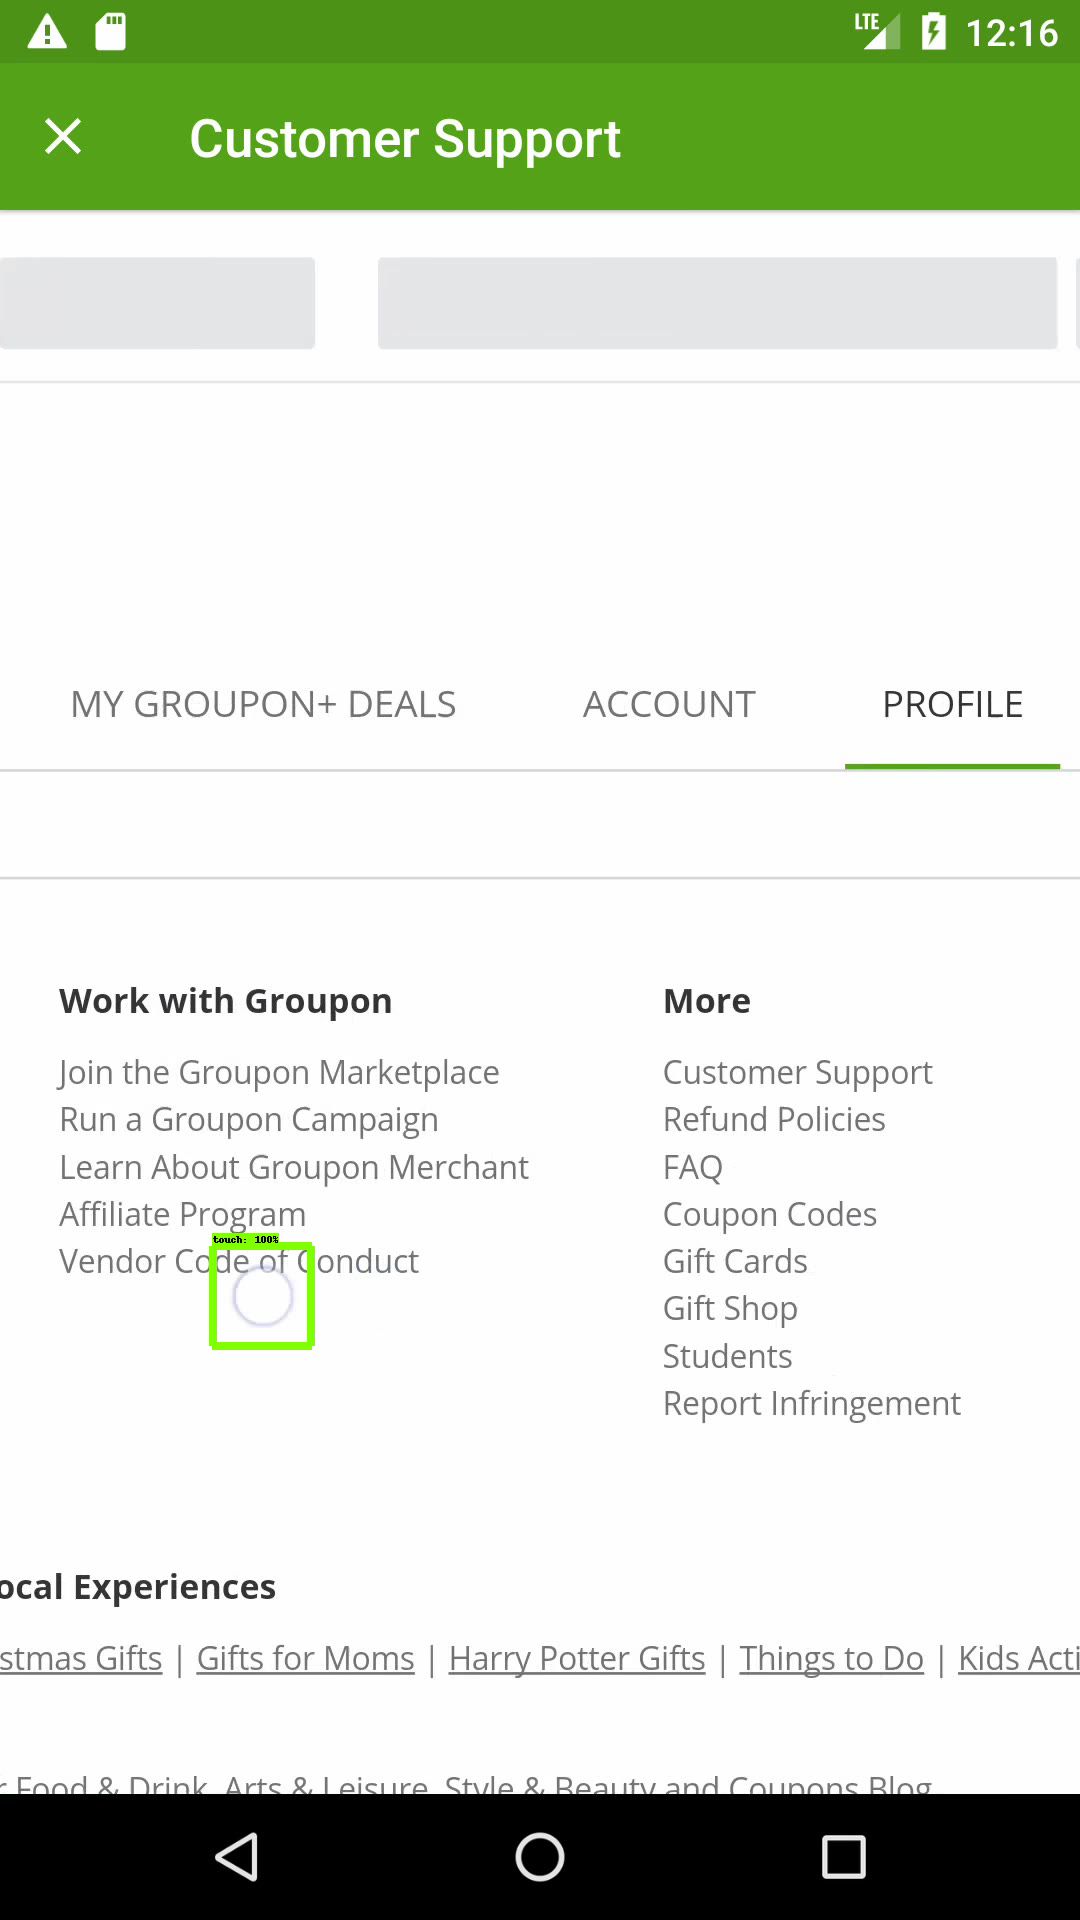 LTE 12:16
Customer Support
MY GROUPON+ DEALS ACCOUNT PROFILE
Work with Groupon
Join the Groupon Marketplace
Run a Groupon Campaign
Learn About Groupon Merchant
Affiliate Program
touch: 100%
Vendor Code of Conduct
More
Customer Support
Refund Policies
FAQ
Coupon Codes
Gift Cards
Gift Shop
Students
Report Infringement
ocal Experiences
stmas Gifts | Gifts for Moms | Harry Potter Gifts | Things to Do | Kids Acti
r Food & Drink, Arts & Leisure, Style & Beauty and Coupons Blog